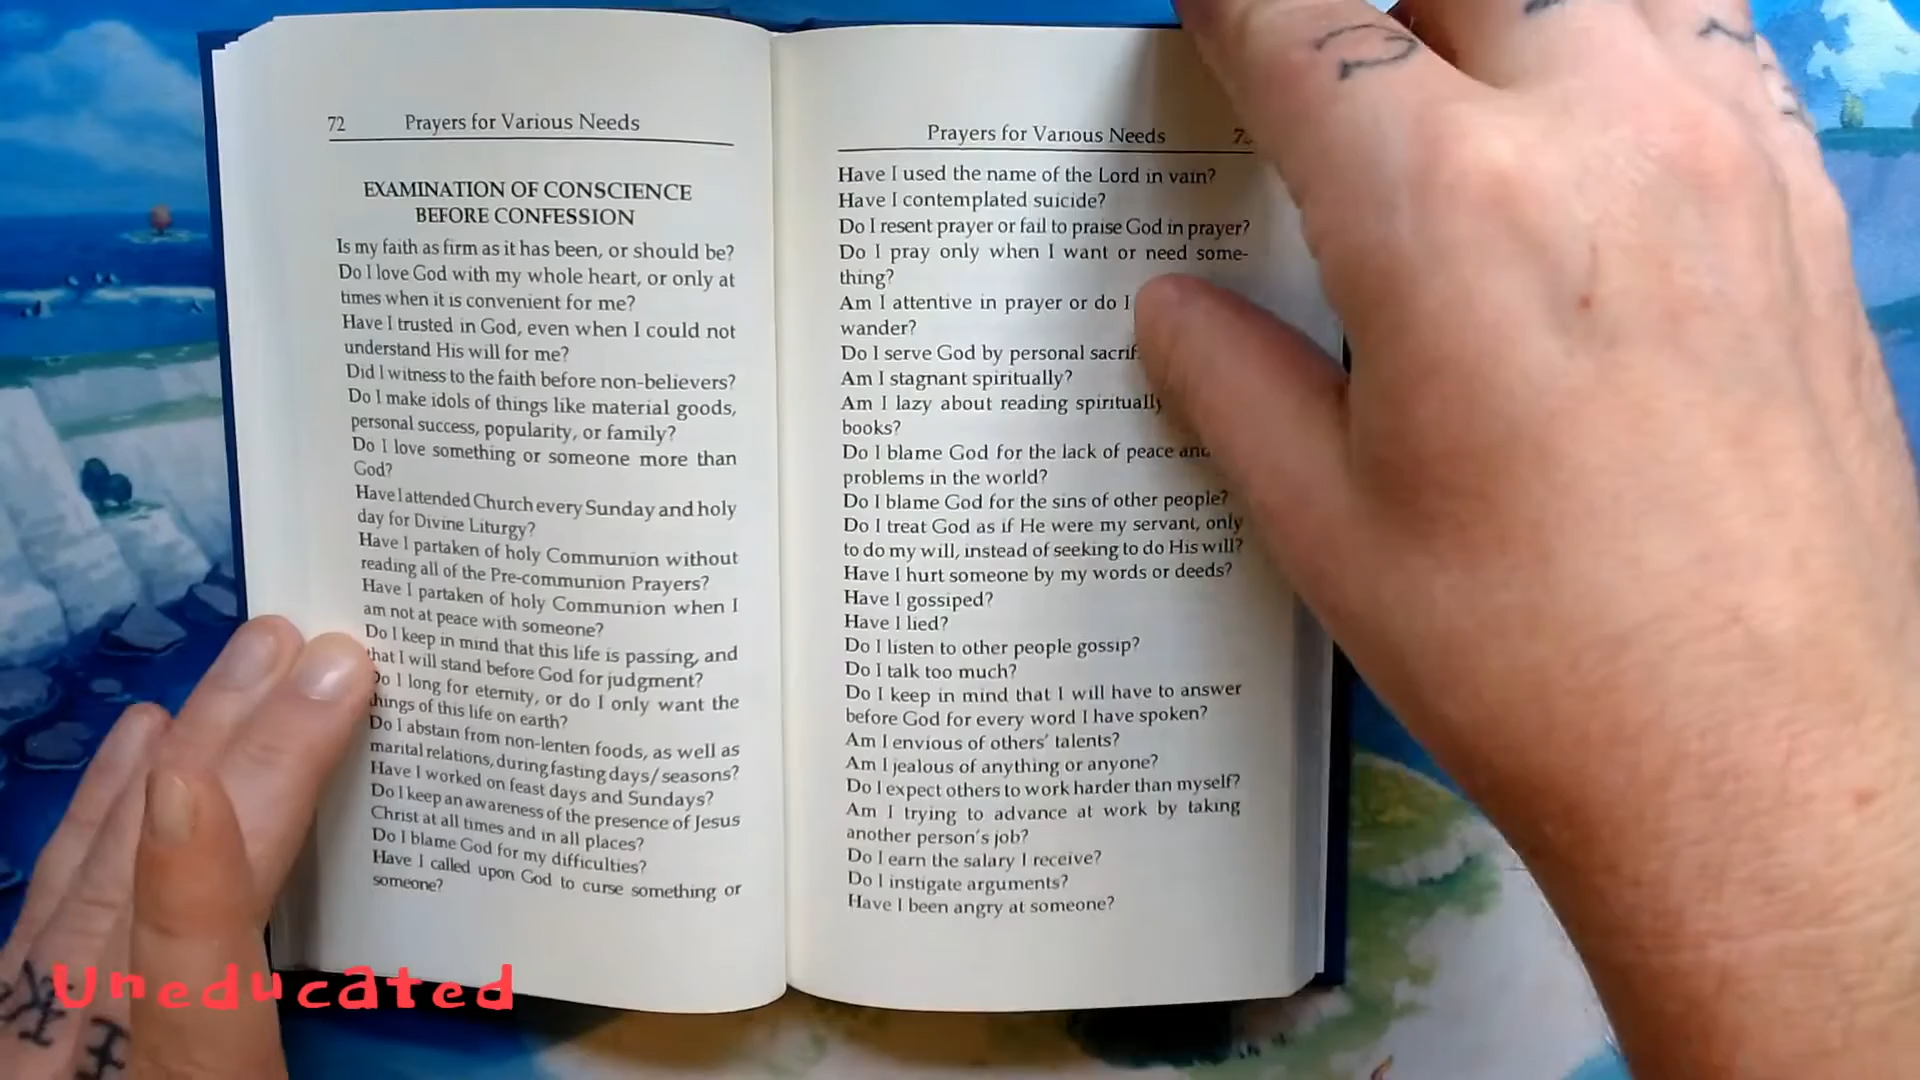 72 Prayers for Various Needs
EXAMINATION OF CONSCIENCE
BEFORE CONFESSION
Is my faith as firm as it has been, or should be?
Do I love God with my whole heart, or only at
times when it is convenient for me?
Have I trusted in God, even when I could not
understand His will for me?
Did I witness to the faith before non-believers?
Do I make idols of things like material goods,
personal success, popularity, or family?
Do I love something or someone more than
God?
Have I attended Church every Sunday and holy
day for Divine Liturgy?
Have I partaken of holy Communion without
reading all of the Pre-communion Prayers?
Have I partaken of holy Communion when I
am not at peace with someone?
Do I keep in mind that this life is passing, and
that I will stand before God for judgment?
Do I long for eternity, or do I only want the
things of this life on earth?
Do I abstain from non-lenten foods, as well as
marital relations, during fasting days/seasons?
Have I worked on feast days and Sundays?
Do I keep an awareness of the presence of Jesus
Christ at all times and in all places?
Do I blame God for my difficulties?
Have I called upon God to curse something or
someone?
Prayers for Various Needs
Have I used the name of the Lord in vain?
Have I contemplated suicide?
Do I resent prayer or fail to praise God in prayer?
Do I pray only when I want or need some-
thing?
Am I attentive in prayer or do I
wander?
Do I serve God by personal
Am I stagnant spiritually?
Am I lazy about reading spiritually
books?
Do I blame God for the lack of peace and
problems in the world?
Do I blame God for the sins of other people?
Do I treat God as if He were my servant, only
to do my will, instead of seeking to do His will?
Have I hurt someone by my words or deeds?
Have I gossiped?
Have I lied?
Do I listen to other people gossip?
Do I talk too much?
Do I keep in mind that I will have to answer
before God for every word I have spoken?
Am I envious of others' talents?
Am I jealous of anything or anyone?
Do I expect others to work harder than myself?
Am I trying to advance at work by taking
another person's job?
Do I earn the salary I receive?
Do I instigate arguments?
Have I been angry at someone?
Uneducated